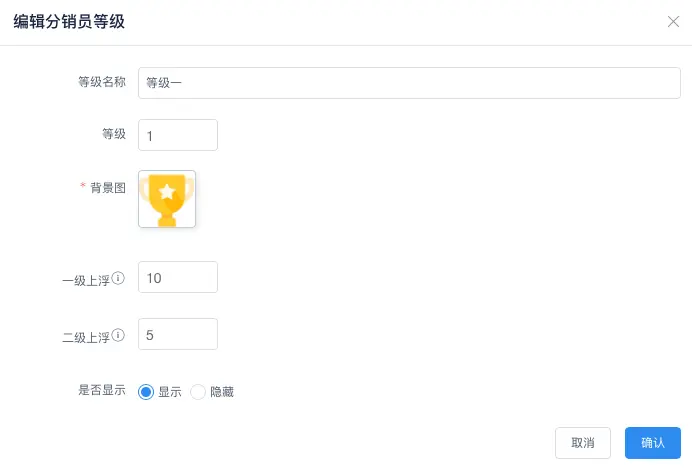 编辑分销员等级
等级名称 等级一
等级 1
* 背景图
一级上浮 10
二级上浮 5
是否显示 显示 隐藏
取消 确认